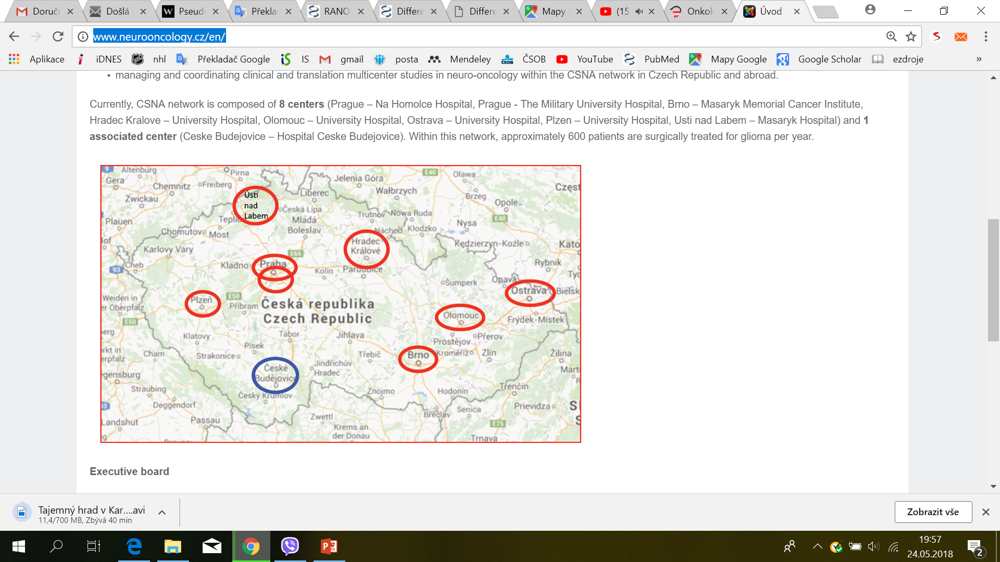 Doruče
Došlá
Pseud
Překla
RANO
Differe
Differe
Mapy
(15
Onkol
Úvod
www.neurooncology.cz/en/
Aplikace iDNES nhl Překladač Google IS gmail posta Mendeley ČSOB YouTube PubMed Mapy Google Google Scholar ezdroje »
• managing and coordinating clinical and translation multicenter studies in neuro-oncology within the CSNA network in Czech Republic and abroad.
Currently, CSNA network is composed of 8 centers (Prague – Na Homolce Hospital, Prague - The Military University Hospital, Brno – Masaryk Memorial Cancer Institute,
Hradec Kralove – University Hospital, Olomouc – University Hospital, Ostrava – University Hospital, Plzen – University Hospital, Usti nad Labem – Masaryk Hospital) and 1
associated center (Ceske Budejovice – Hospital Ceske Budejovice). Within this network, approximately 600 patients are surgically treated for glioma per year.
9 Altenburg Pirna E40 Oława
Gera Chemnitz Freiberg Jelenia Góra Częst
Zwickau Ústí Liberec Wałbrzych Brzeg Opole
nad
Labem Česká Lípa
Plauen Teplic Mladá Trutnov Nowa Ruda E40
Boleslav Nysa
Chomutov Most Náchod Kłodzko
Hradec
Králové
Karlovy Vary Kędzierzyn-Koźle Kato
E65
93 Cheb Kladno Praha Kolín Pardubice Rybnik
Tyc
Šumperk Opava
Ostrava Bielsk
Weiden in
er Oberpfalz
Plzeň E50 Příbram Česká republika
Czech Republic
Olomouc Frýdek-Místek
E50
Klatovy Tábor Jihlava Prostějov Přerov
Písek
Cham Strakonice Třebíč Brno Kroměříž Zlín Žilina
rkt in
erpfalz
České
Budějovice
Jindřichův
Hradec
egensburg Marti
Straubing Český Krumlov Znojmo Hodonín Trenčín
Deggendorf Břeclav Senica Prievidza
Landshut Passau Zwettl
Krems an
der Donau
E75
Trnava
Executive board
Tajemný hrad v Kar....avi
11,4/700 MB, Zbývá 40 min
Zobrazit vše
19:57
24.05.2018
2